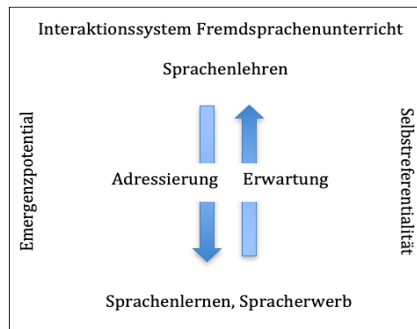 Interaktionssystem Fremdsprachenunterricht
Sprachenlehren
Emergenzpotential
Adressierung
Erwartung
Selbstreferentialität
Sprachenlernen, Spracherwerb